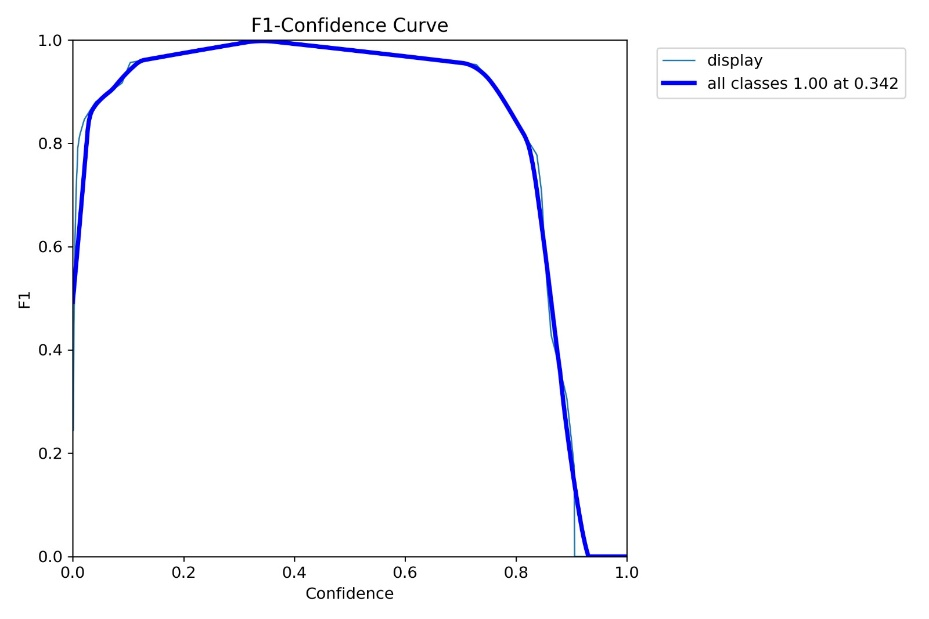 F1-Confidence Curve
display
all classes 1.00 at 0.342
1.0
0.8
0.6
0.4
0.2
0.0
F1
0.0 0.2 0.4 0.6 0.8 1.0
Confidence